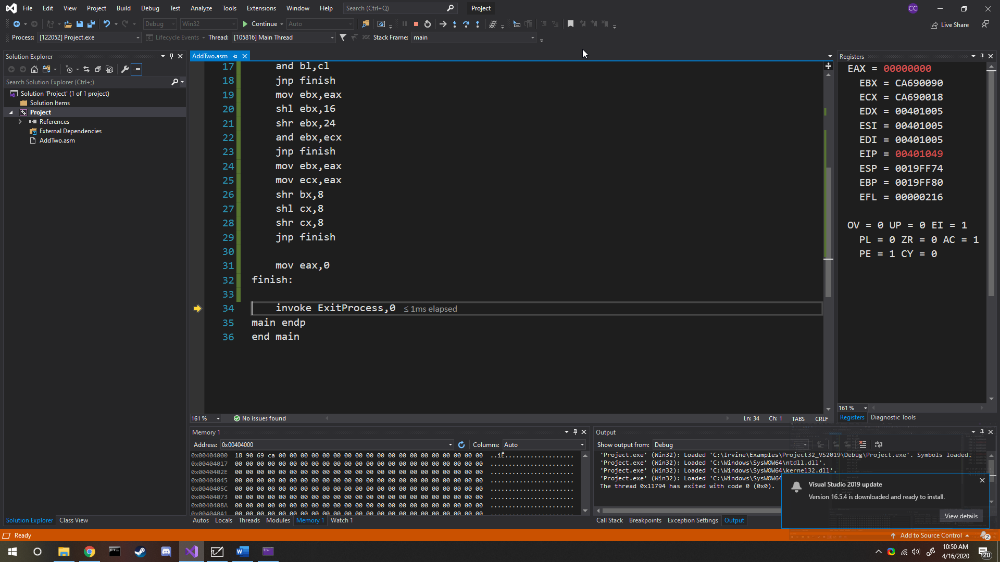 File Edit View Project Build Debug Test Analyze Tools Extensions Window Help Search (Ctrl+Q) Project CC
Debug Win32 Continue Auto Live Share
Process: [122052] Project.exe Lifecycle Events Thread: [105816] Main Thread Stack Frame: main
Solution Explorer
Search Solution Explorer (Ctrl+;)
Solution 'Project' (1 of 1 project)
Solution Items
Project
References
External Dependencies
AddTwo.asm
Solution Explorer Class View
AddTwo.asm
17 and bl,cl
18 jnp finish
19 mov ebx,eax
20 shl ebx,16
21 shr ebx,24
22 and ebx,ecx
23 jnp finish
24 mov ebx,eax
25 mov ecx,eax
26 shr bx,8
27 shl cx,8
28 shr cx,8
29 jnp finish
30
31 mov eax,0
32 finish:
33
34 invoke ExitProcess,0 ≤ 1ms elapsed
35 main endp
36 end main
161 % No issues found Ln: 34 Ch: 1 TABS CRLF
Registers
EAX = 00000000
EBX = CA690090
ECX = CA690018
EDX = 00401005
ESI = 00401005
EDI = 00401005
EIP = 00401049
ESP = 0019FF74
EBP = 0019FF80
EFL = 00000216
OV = 0 UP = 0 EI = 1
PL = 0 ZR = 0 AC = 1
PE = 1 CY = 0
161 %
Registers Diagnostic Tools
Memory 1
Address: 0x00404000 Columns: Auto
0x00404000 18 90 69 ca 00 00 00 00 00 00 00 00 00 00 00 00 00 00 00 00 00 00 00 ..iÊ...................
0x00404017 00 00 00 00 00 00 00 00 00 00 00 00 00 00 00 00 00 00 00 00 00 00 00 .......................
0x0040402E 00 00 00 00 00 00 00 00 00 00 00 00 00 00 00 00 00 00 00 00 00 00 00 .......................
0x00404045 00 00 00 00 00 00 00 00 00 00 00 00 00 00 00 00 00 00 00 00 00 00 00 .......................
0x0040405C 00 00 00 00 00 00 00 00 00 00 00 00 00 00 00 00 00 00 00 00 00 00 00 .......................
0x00404073 00 00 00 00 00 00 00 00 00 00 00 00 00 00 00 00 00 00 00 00 00 00 00 .......................
0x0040408A 00 00 00 00 00 00 00 00 00 00 00 00 00 00 00 00 00 00 00 00 00 00 00 .......................
0x004040A1 00 00 00 00 00 00 00 00 00 00 00 00 00 00 00 00 00 00 00 00 00 00 00 .......................
Autos Locals Threads Modules Memory 1 Watch 1
Output
Show output from: Debug
'Project.exe' (Win32): Loaded 'C:\Irvine\Examples\Project32_VS2019\Debug\Project.exe'. Symbols loaded.
'Project.exe' (Win32): Loaded 'C:\Windows\SysWOW64\ntdll.dll'.
'Project.exe' (Win32): Loaded 'C:\Windows\SysWOW64\kernel32.dll'.
'Project.exe' (Win32): Loaded 'C:\Windows\SysWOW64
The thread 0x11794 has exited with code 0 (0x0).
Call Stack Breakpoints Exception Settings Output
Visual Studio 2019 update
Version 16.5.4 is downloaded and ready to install.
View details
Ready Add to Source Control 2
10:50 AM
4/16/2020
20